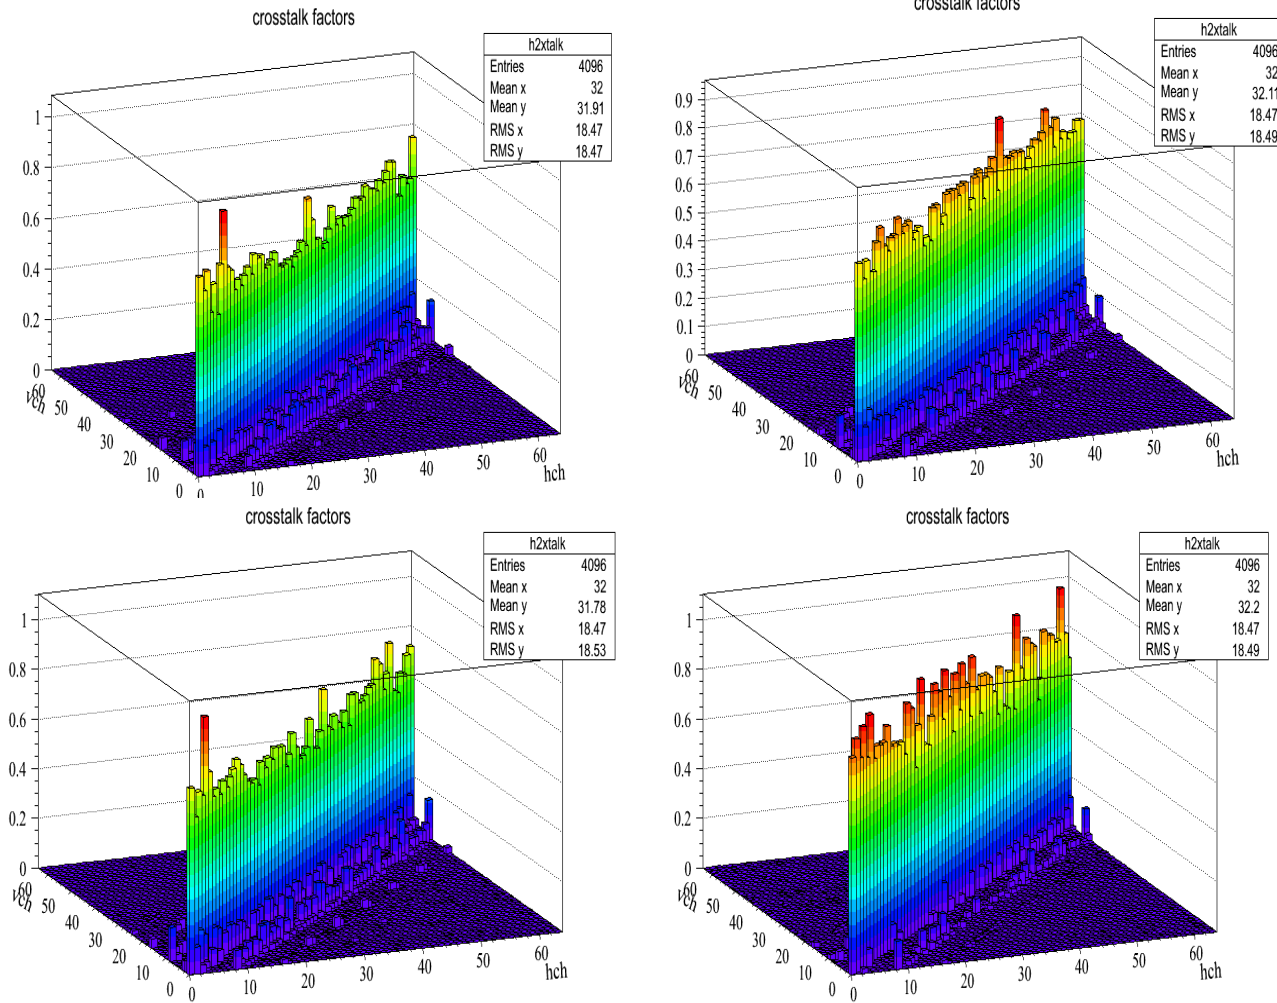 crosstalk factors
h2xtalk
Entries 4096
Mean x 32
Mean y 31.91
RMS x 18.47
RMS y 18.47
1
0.8
0.6
0.4
0.2
0
vch
60
50
40
30
20
10
0
0
10
20
30
40
50
60
hch
crosstalk factors
h2xtalk
Entries 4096
Mean x 32
Mean y 32.11
RMS x 18.47
RMS y 18.49
0.9
0.8
0.7
0.6
0.5
0.4
0.3
0.2
0.1
0
vch
60
50
40
30
20
10
0
0
10
20
30
40
50
60
hch
crosstalk factors
h2xtalk
Entries 4096
Mean x 32
Mean y 31.78
RMS x 18.47
RMS y 18.53
1
0.8
0.6
0.4
0.2
0
vch
60
50
40
30
20
10
0
0
10
20
30
40
50
60
hch
crosstalk factors
h2xtalk
Entries 4096
Mean x 32
Mean y 32.2
RMS x 18.47
RMS y 18.49
1
0.8
0.6
0.4
0.2
0
vch
60
50
40
30
20
10
0
0
10
20
30
40
50
60
hch